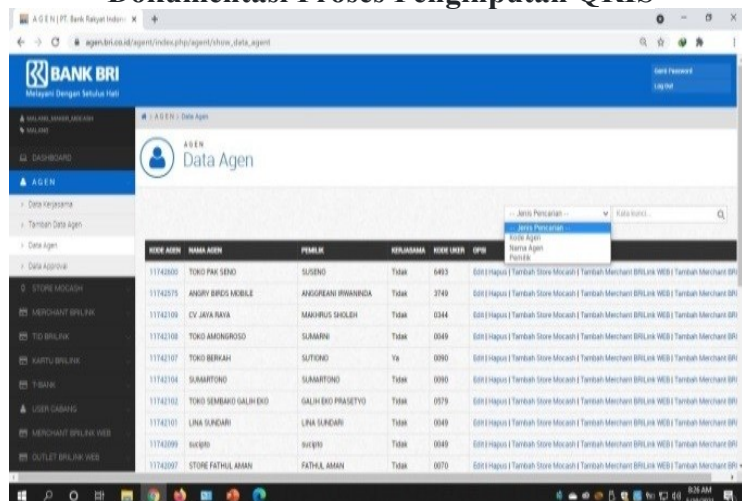 Dokumentasi Proses Penginputan QRIS
A G E N | PT. Bank Rakyat Indon
agen.bri.co.id/agent/index.php/agent/show_data_agent
BANK BRI
Melayani Dengan Setulus Hati
Ganti Password
Log Out
A G E N / Data Agen
DASHBOARD
AGEN
Data Kerjasama
Tambah Data Agen
Data Agen
Data Approval
STORE MOCASH
MERCHANT BRILINK
TID BRILINK
KARTU BRILINK
T-BANK
USER CABANG
MERCHANT BRILINK WEB
OUTLET BRILINK WEB
AGEN
Data Agen
-- Jenis Pencarian --
Kata kunci...
-- Jenis Pencarian --
Kode Agen
Nama Agen
Pemilik
KODE AGEN NAMA AGEN PEMILIK KERJASAMA KODE UKER OPSI
11742600 TOKO PAK SENO SUSENO Tidak 6493 Edit | Hapus | Tambah Store Mocash | Tambah Merchant BRILink WEB | Tambah Merchant BRI
11742575 ANGRY BIRDS MOBILE ANGGREANI IRWANINDA Tidak 3749 Edit | Hapus | Tambah Store Mocash | Tambah Merchant BRILink WEB | Tambah Merchant BRI
11742109 CV JAYA RAYA MAKHRUS SHOLEH Tidak 0344 Edit | Hapus | Tambah Store Mocash | Tambah Merchant BRILink WEB | Tambah Merchant BRI
11742108 TOKO AMONGROSO SUMARNI Tidak 0049 Edit | Hapus | Tambah Store Mocash | Tambah Merchant BRILink WEB | Tambah Merchant BRI
11742107 TOKO BERKAH SUTIONO Ya 0090 Edit | Hapus | Tambah Store Mocash | Tambah Merchant BRILink WEB | Tambah Merchant BRI
11742104 SUMARTONO SUMARTONO Tidak 0090 Edit | Hapus | Tambah Store Mocash | Tambah Merchant BRILink WEB | Tambah Merchant BRI
11742102 TOKO SEMBAKO GALIH EKO GALIH EKO PRASETYO Tidak 0579 Edit | Hapus | Tambah Store Mocash | Tambah Merchant BRILink WEB | Tambah Merchant BRI
11742101 LINA SUNDARI LINA SUNDARI Tidak 0049 Edit | Hapus | Tambah Store Mocash | Tambah Merchant BRILink WEB | Tambah Merchant BRI
11742099 sucipto sucipto Tidak 0049 Edit | Hapus | Tambah Store Mocash | Tambah Merchant BRILink WEB | Tambah Merchant BRI
11742097 STORE FATHUL AMAN FATHUL AMAN Tidak 0070 Edit | Hapus | Tambah Store Mocash | Tambah Merchant BRILink WEB | Tambah Merchant BRI
8:26 AM